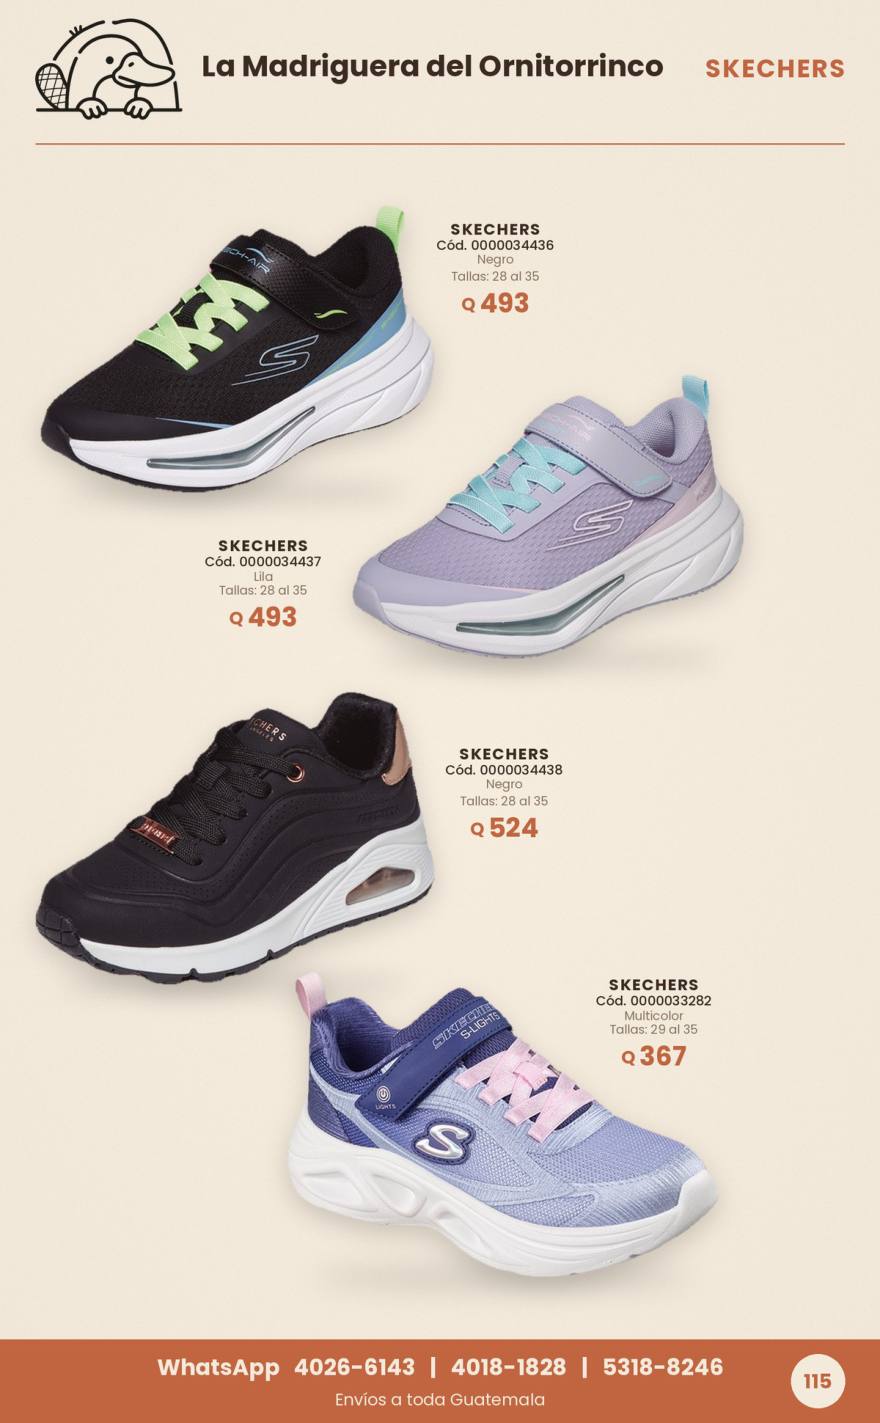 La Madriguera del Ornitorrinco
SKECHERS
SKECHERS
Cód. 0000034436
Negro
Tallas: 28 al 35
Q 493
SKECHERS
Cód. 0000034437
Lila
Tallas: 28 al 35
Q 493
SKECHERS
Cód. 0000034438
Negro
Tallas: 28 al 35
Q 524
SKECHERS
Cód. 0000033282
Multicolor
Tallas: 29 al 35
Q 367
S-LIGHTS
LIGHTS
WhatsApp 4026-6143 | 4018-1828 | 5318-8246
Envíos a toda Guatemala
115